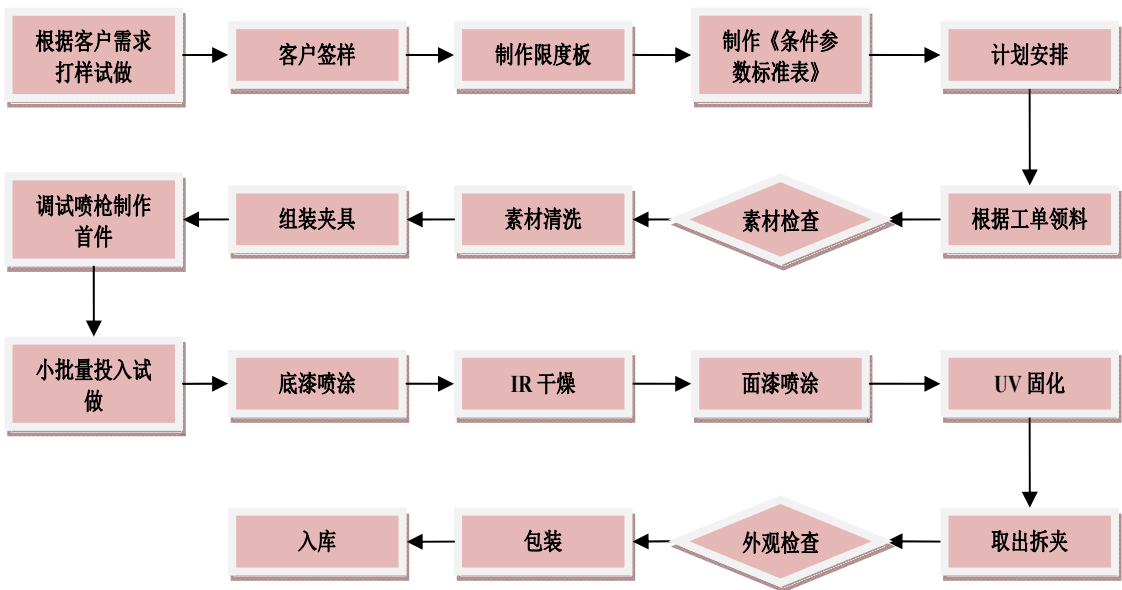 根据客户需求
打样试做
客户签样
制作限度板
制作《条件参
数标准表》
计划安排
根据工单领料
素材检查
素材清洗
组装夹具
调试喷枪制作
首件
小批量投入试
做
底漆喷涂
IR 干燥
面漆喷涂
UV 固化
取出拆夹
外观检查
包装
入库